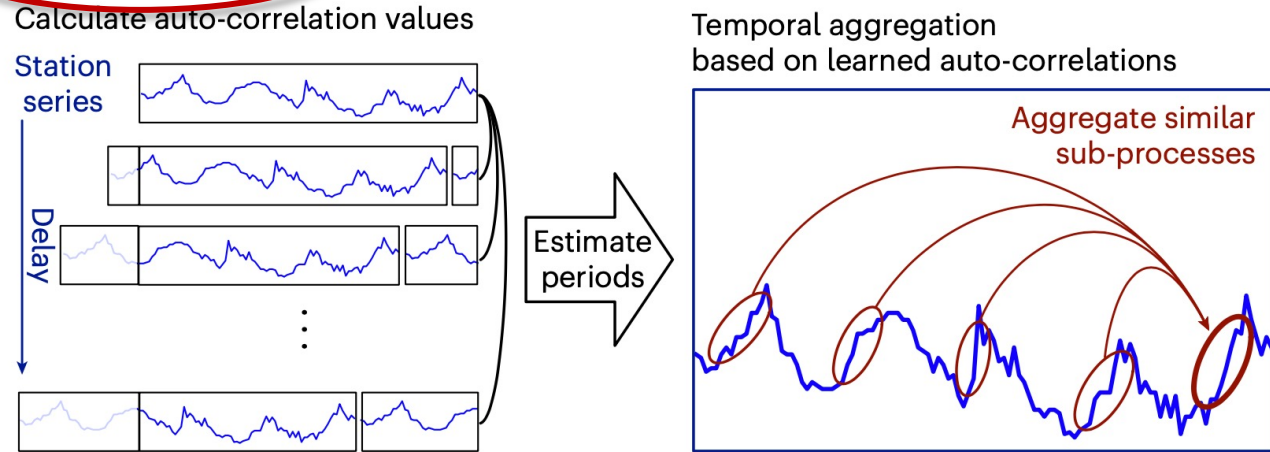 Calculate auto-correlation values
Station
series
Delay
Estimate
periods
Temporal aggregation
based on learned auto-correlations
Aggregate similar
sub-processes